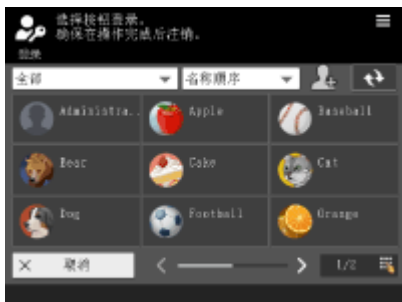 选择按钮登录。
确保在操作完成后注销。
登录
全部
名称顺序
Administra..
Apple
Baseball
Bear
Cake
Cat
Dog
Football
Orange
取消
1/2